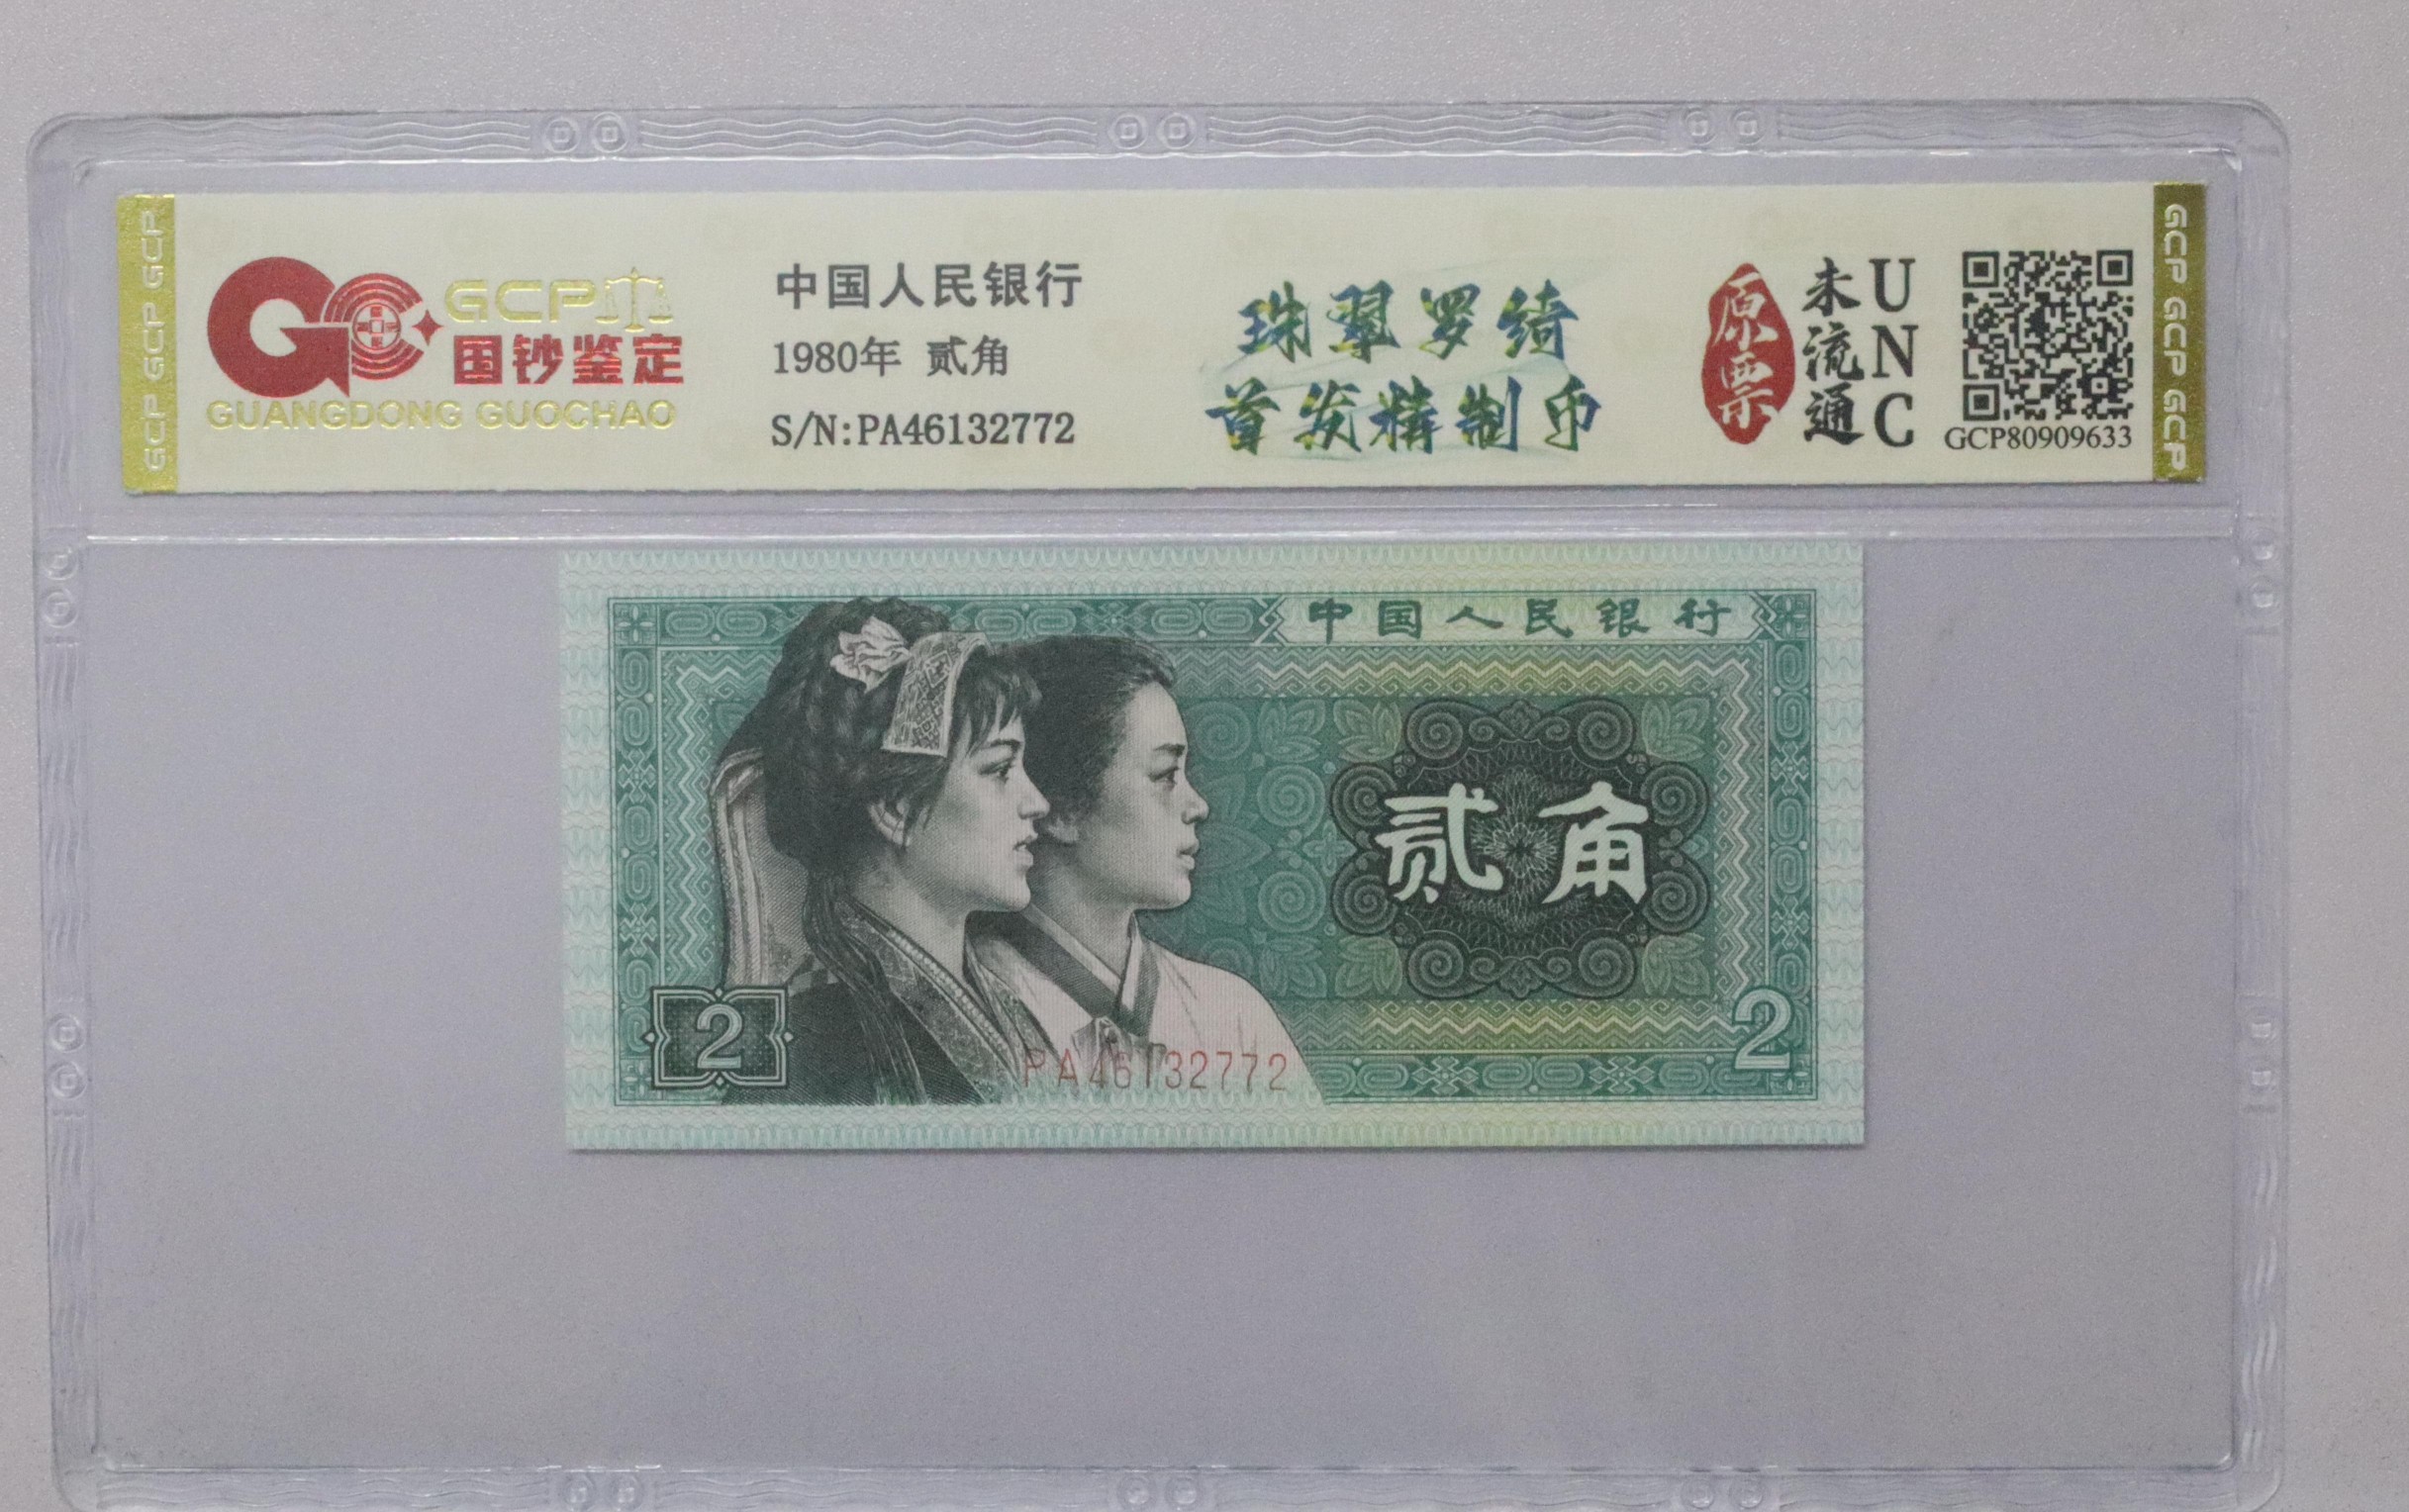 GCP GCP GCP
GCP
国钞鉴定
GUANGDONG GUOCHAO
中国人民银行
1980年 贰角
S/N:PA46132772
珠翠罗绮
首发精制币
原票
未流通
UNC
GCP80909633
GCP GCP GCP
中国人民银行
贰角
2
2
PA46132772